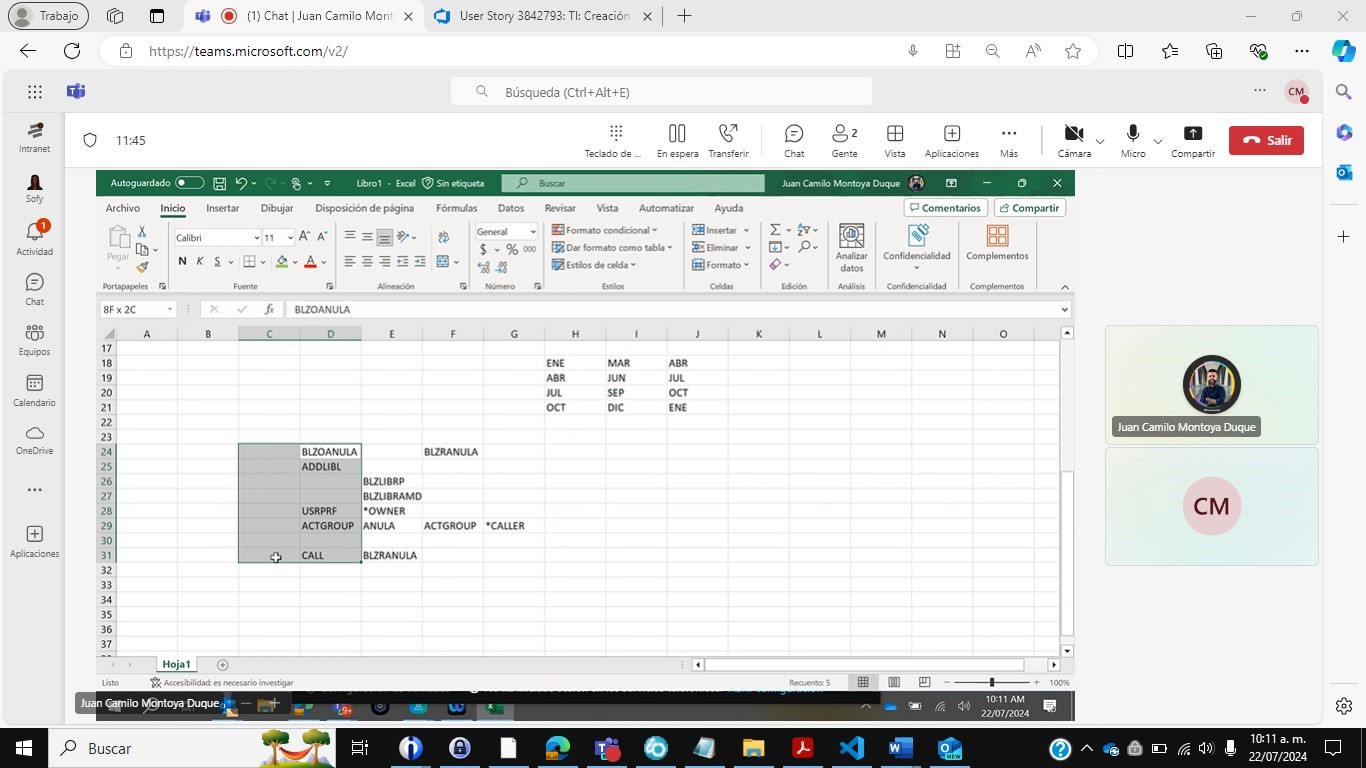 Trabajo
(1) Chat | Juan Camilo Mont
User Story 3842793: TI: Creación
https://teams.microsoft.com/v2/
Búsqueda (Ctrl+Alt+E)
CM
11:45
Teclado de ...
En espera
Transferir
Chat
2
Gente
Vista
Aplicaciones
Más
Cámara
Micro
Compartir
Salir
Intranet
Sofy
1
Actividad
Chat
Equipos
Calendario
OneDrive
Aplicaciones
Autoguardado
Libro1 - Excel
Sin etiqueta
Buscar
Juan Camilo Montoya Duque
Archivo Inicio Insertar Dibujar Disposición de página Fórmulas Datos Revisar Vista Automatizar Ayuda
Comentarios
Compartir
Pegar
Calibri 11
N K S
General
$ % 000
Formato condicional
Dar formato como tabla
Estilos de celda
Insertar
Eliminar
Formato
Analizar datos
Confidencialidad
Complementos
Portapapeles Fuente Alineación Número Estilos Celdas Edición Análisis Confidencialidad Complementos
8F x 2C
fx BLZOANULA
A B C D E F G H I J K L M N O
17
18 ENE MAR ABR
19 ABR JUN JUL
20 JUL SEP OCT
21 OCT DIC ENE
22
23
24 BLZOANULA BLZRANULA
25 ADDLIBL
26 BLZLIBRP
27 BLZLIBRAMD
28 USRPRF *OWNER
29 ACTGROUP ANULA ACTGROUP *CALLER
30
31 CALL BLZRANULA
32
33
34
35
36
37
Hoja1
Listo
Accesibilidad: es necesario investigar
Recuento: 5
100%
Juan Camilo Montoya Duque
10:11 AM
22/07/2024
Juan Camilo Montoya Duque
CM
Buscar
10:11 a. m.
22/07/2024